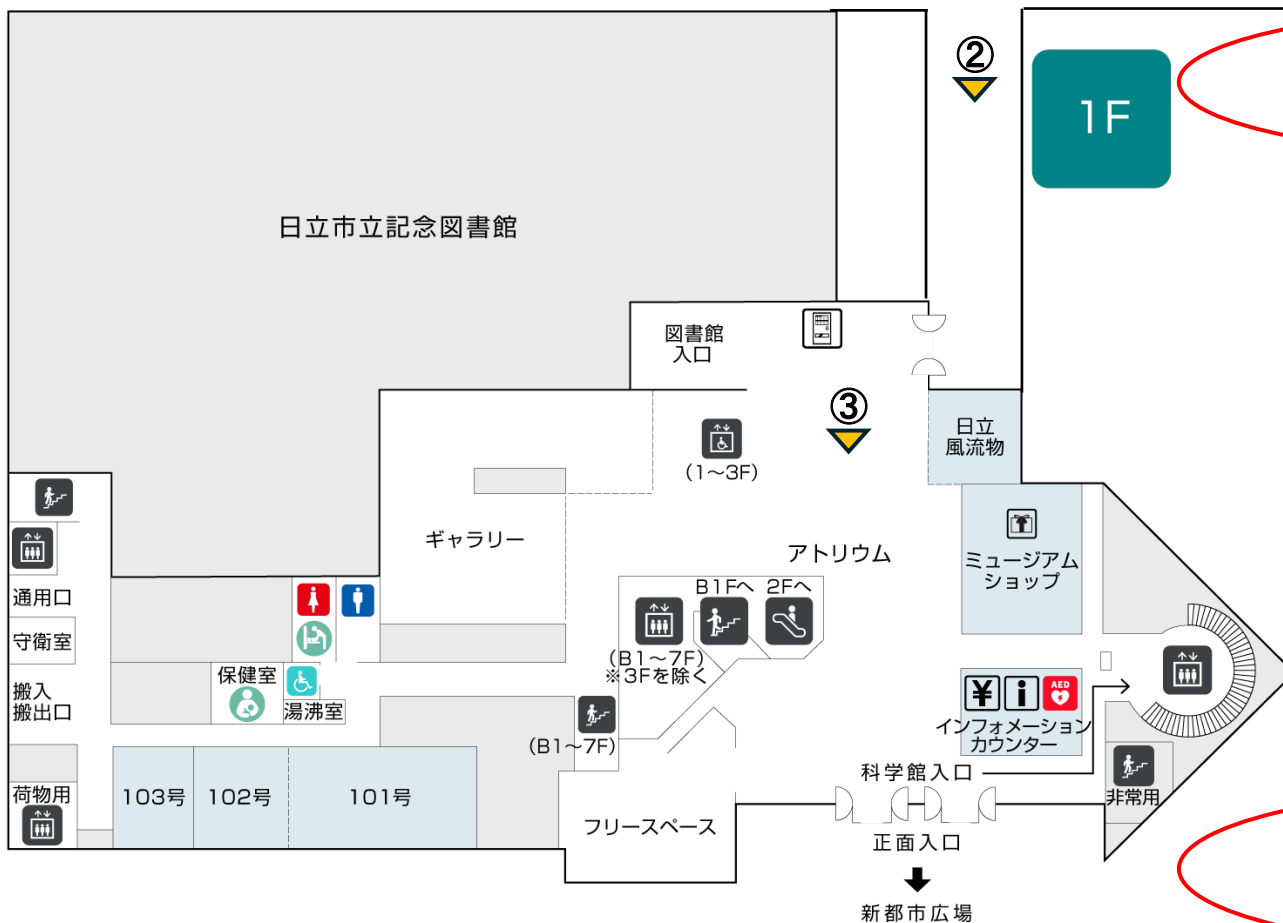 ②
1F
日立市立記念図書館
図書館
入口
③
日立
風流物
(1〜3F)
ギャラリー
アトリウム
ミュージアム
ショップ
通用口
B1Fへ
2Fへ
守衛室
(B1〜7F)
※3Fを除く
保健室
搬入
搬出口
湯沸室
¥
i
AED
インフォメーション
カウンター
(B1〜7F)
科学館入口
荷物用
103号
102号
101号
非常用
フリースペース
正面入口
新都市広場